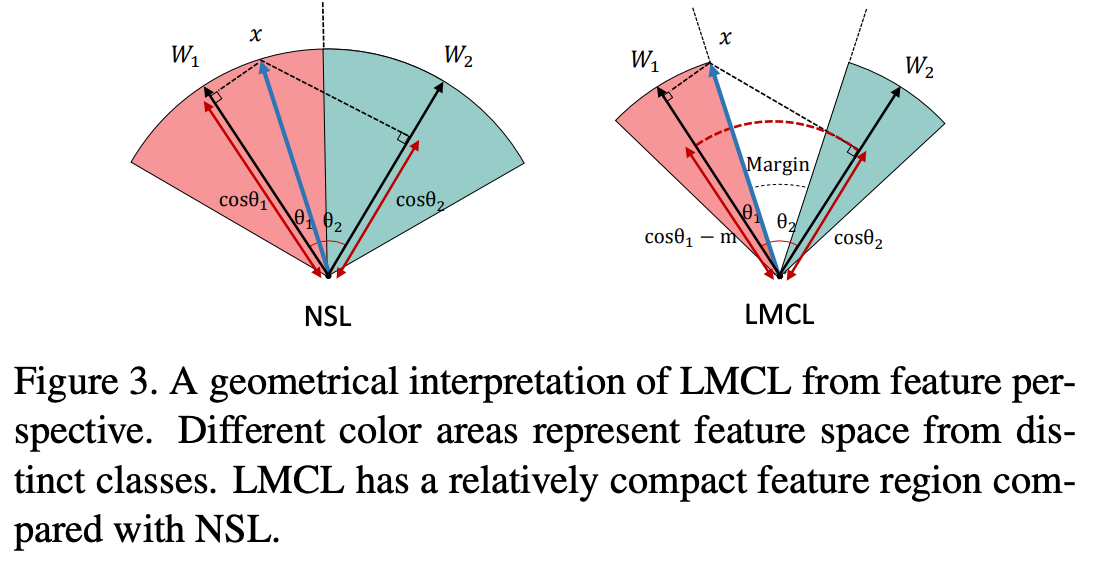 W₁
x
W₂
cosθ₁
θ₁
θ₂
cosθ₂
NSL
W₁
x
W₂
Margin
θ₁
θ₂
cosθ₁ − m
cosθ₂
LMCL
Figure 3. A geometrical interpretation of LMCL from feature per-
spective. Different color areas represent feature space from dis-
tinct classes. LMCL has a relatively compact feature region com-
pared with NSL.